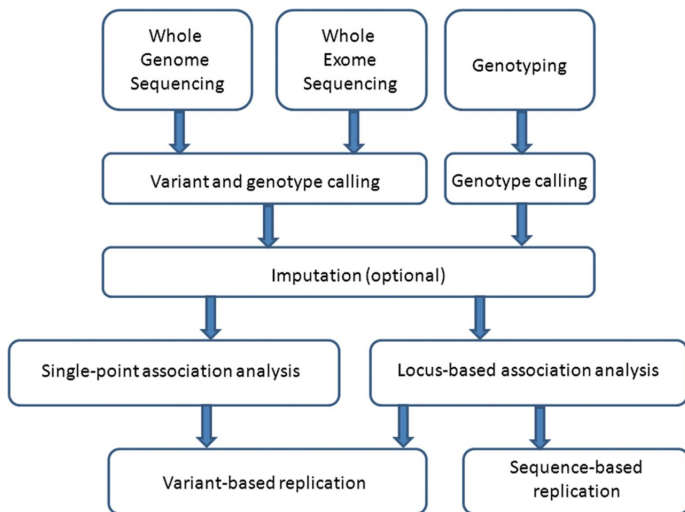 Whole
Genome
Sequencing
Whole
Exome
Sequencing
Genotyping
Variant and genotype calling
Genotype calling
Imputation (optional)
Single-point association analysis
Locus-based association analysis
Variant-based replication
Sequence-based
replication